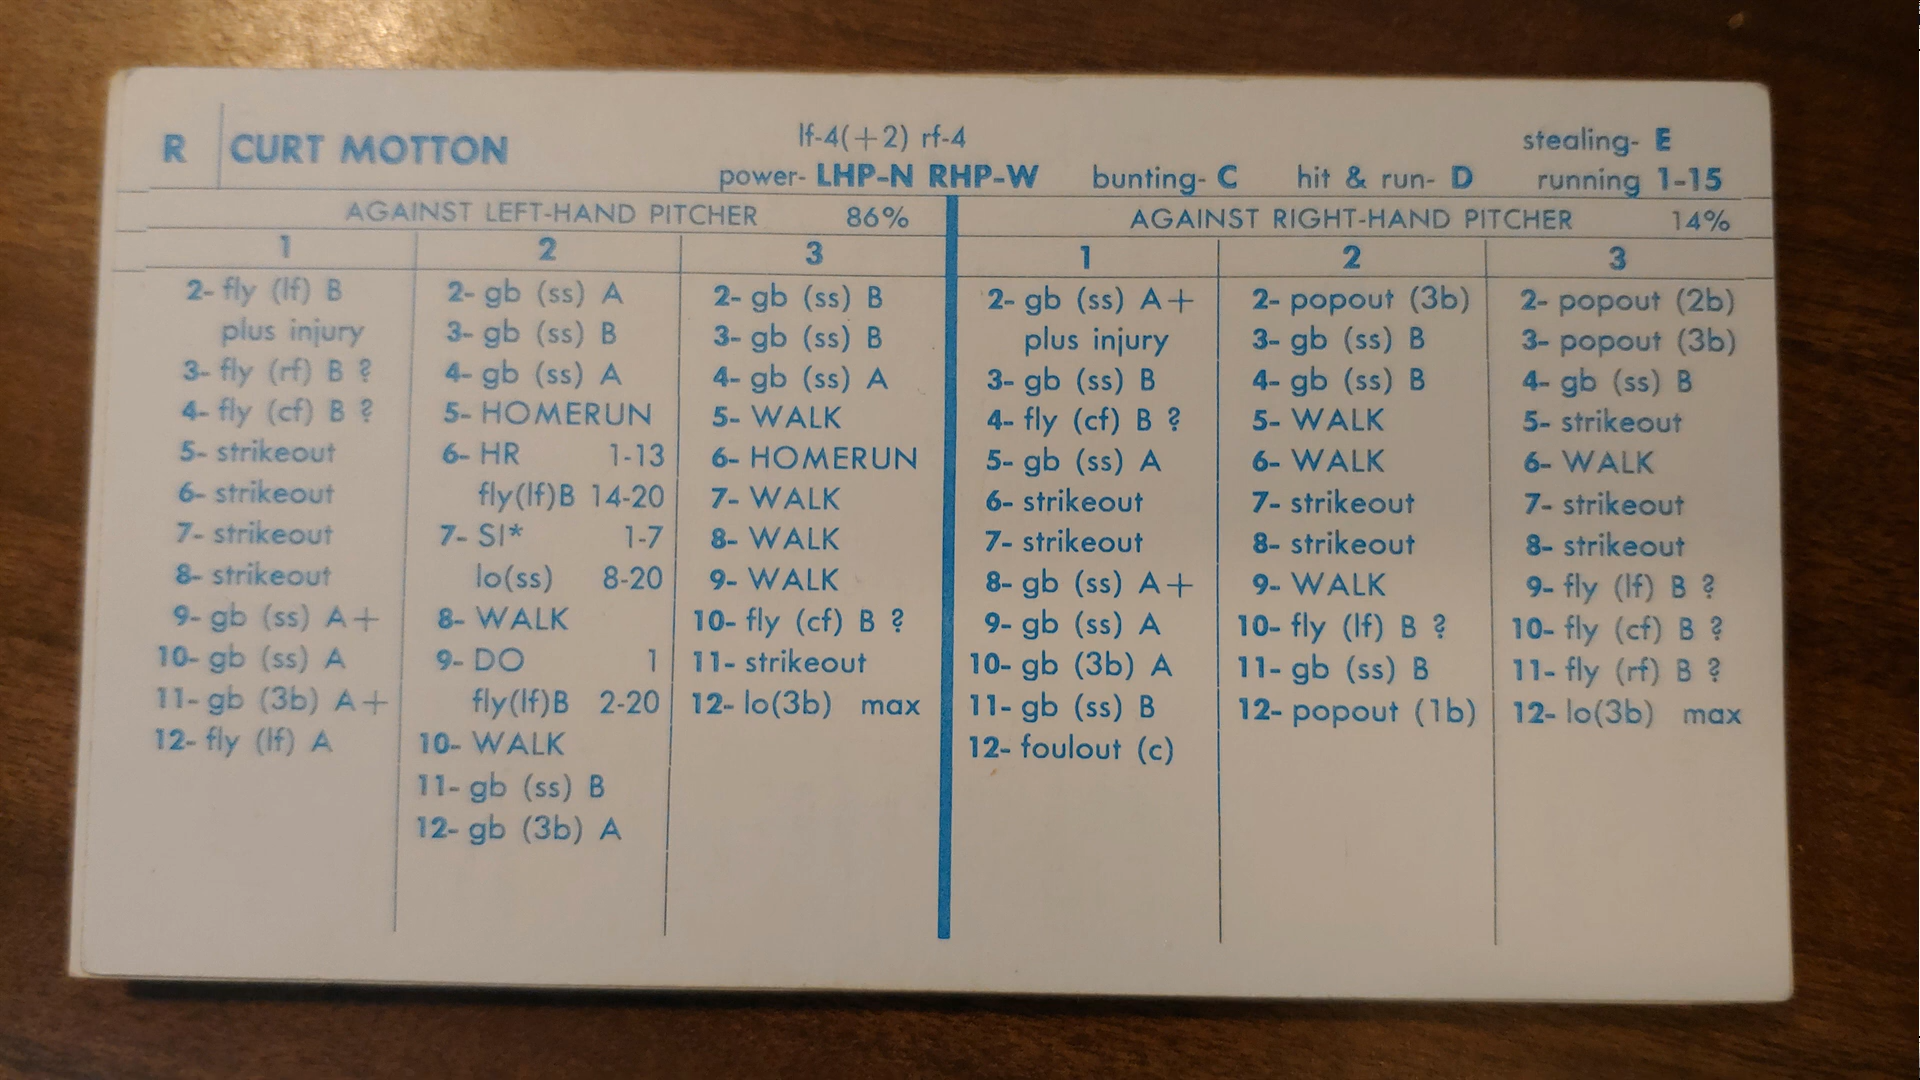 R CURT MOTTON
lf-4(+2) rf-4
stealing- E
power- LHP-N RHP-W bunting- C hit & run- D running 1-15
AGAINST LEFT-HAND PITCHER 86%
1
2- fly (lf) B
plus injury
3- fly (rf) B ?
4- fly (cf) B ?
5- strikeout
6- strikeout
7- strikeout
8- strikeout
9- gb (ss) A+
10- gb (ss) A
11- gb (3b) A+
12- fly (lf) A
2
2- gb (ss) A
3- gb (ss) B
4- gb (ss) A
5- HOMERUN
6- HR 1-13
fly(lf)B 14-20
7- SI* 1-7
lo(ss) 8-20
8- WALK
9- DO 1
fly(lf)B 2-20
10- WALK
11- gb (ss) B
12- gb (3b) A
3
2- gb (ss) B
3- gb (ss) B
4- gb (ss) A
5- WALK
6- HOMERUN
7- WALK
8- WALK
9- WALK
10- fly (cf) B ?
11- strikeout
12- lo(3b) max
AGAINST RIGHT-HAND PITCHER 14%
1
2- gb (ss) A+
plus injury
3- gb (ss) B
4- fly (cf) B ?
5- gb (ss) A
6- strikeout
7- strikeout
8- gb (ss) A+
9- gb (ss) A
10- gb (3b) A
11- gb (ss) B
12- foulout (c)
2
2- popout (3b)
3- gb (ss) B
4- gb (ss) B
5- WALK
6- WALK
7- strikeout
8- strikeout
9- WALK
10- fly (lf) B ?
11- gb (ss) B
12- popout (1b)
3
2- popout (2b)
3- popout (3b)
4- gb (ss) B
5- strikeout
6- WALK
7- strikeout
8- strikeout
9- fly (lf) B ?
10- fly (cf) B ?
11- fly (rf) B ?
12- lo(3b) max